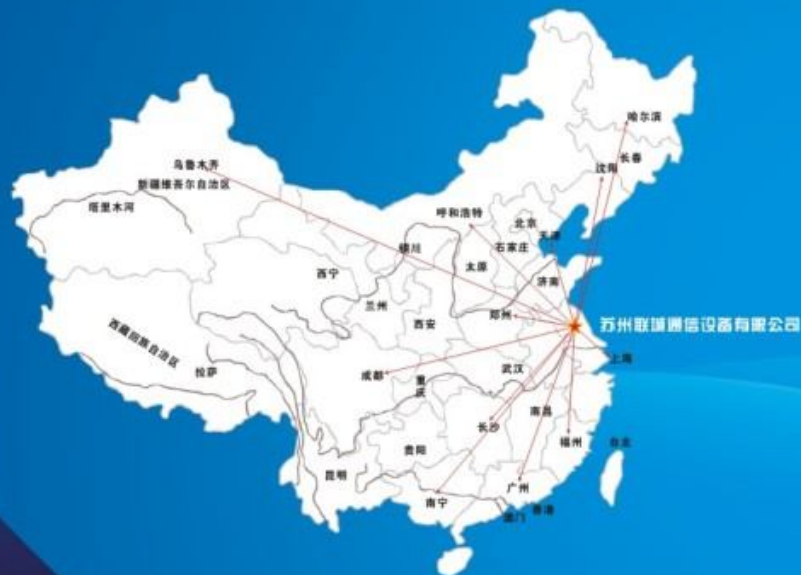 哈尔滨
长春
沈阳
乌鲁木齐
新疆维吾尔自治区
塔里木河
呼和浩特
北京
天津
银川
石家庄
太原
西宁
济南
兰州
郑州
西安
苏州联城通信设备有限公司
西藏回族自治区
上海
拉萨
成都
重庆
武汉
南昌
长沙
福州
台北
贵阳
昆明
南宁
广州
香港
澳门